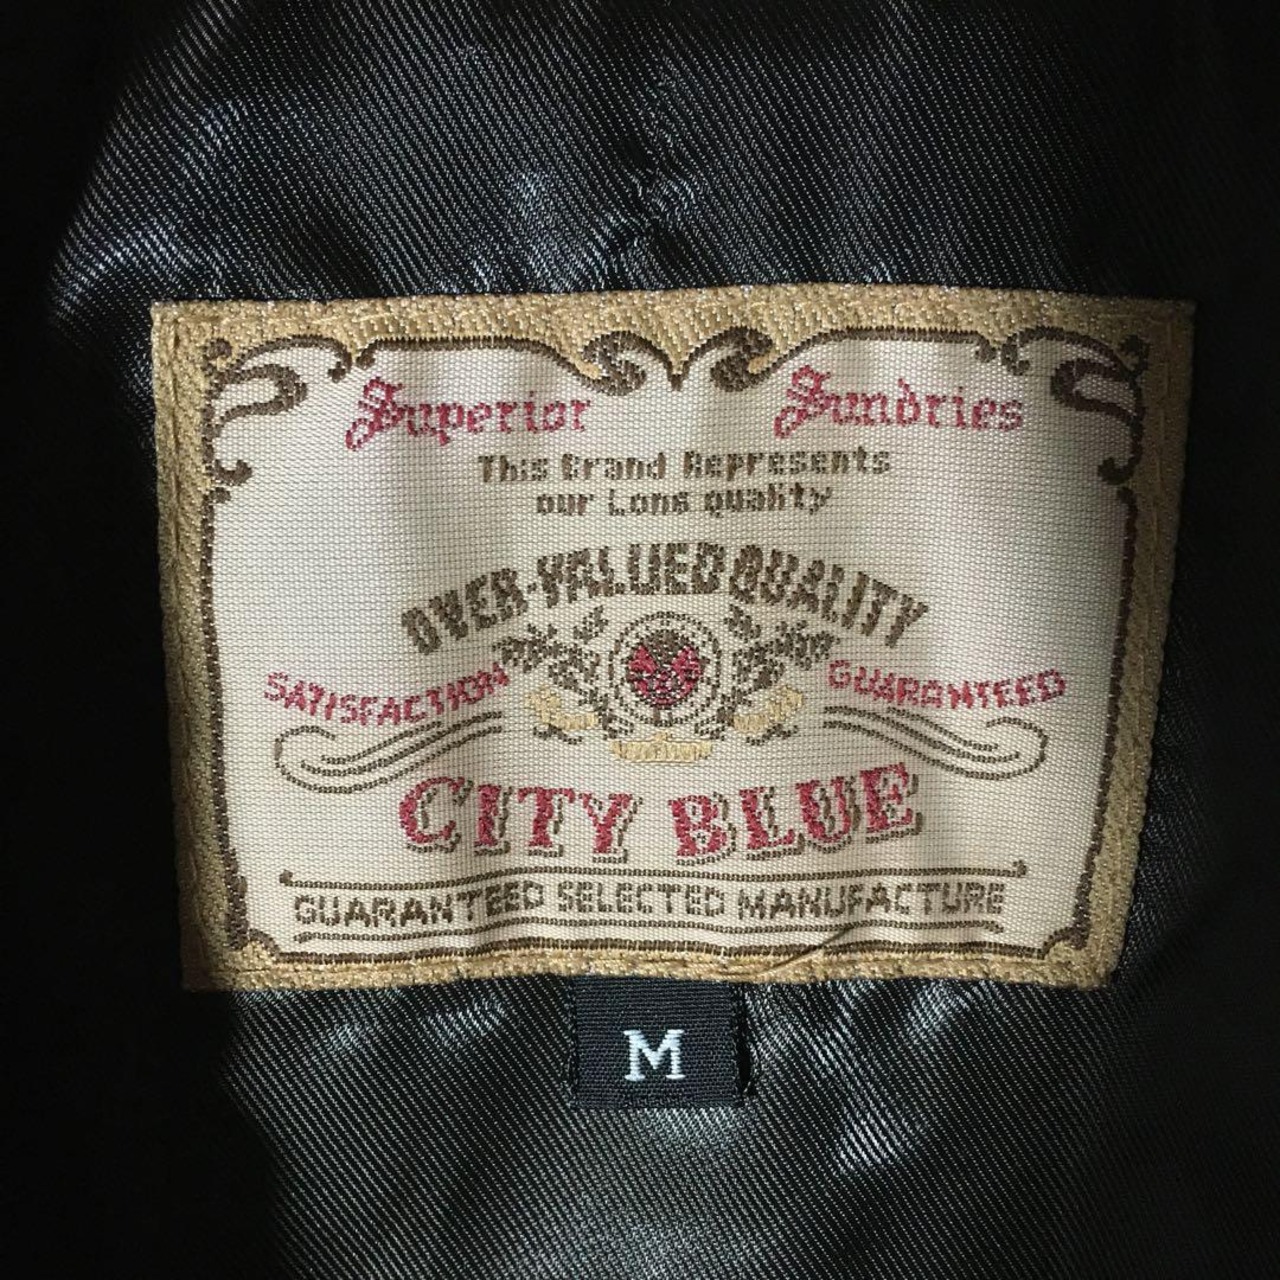 Superior Sundries
This Brand Represents
our Long quality
OVER-VALUED QUALITY
SATISFACTION GUARANTEED
CITY BLUE
GUARANTEED SELECTED MANUFACTURE
M